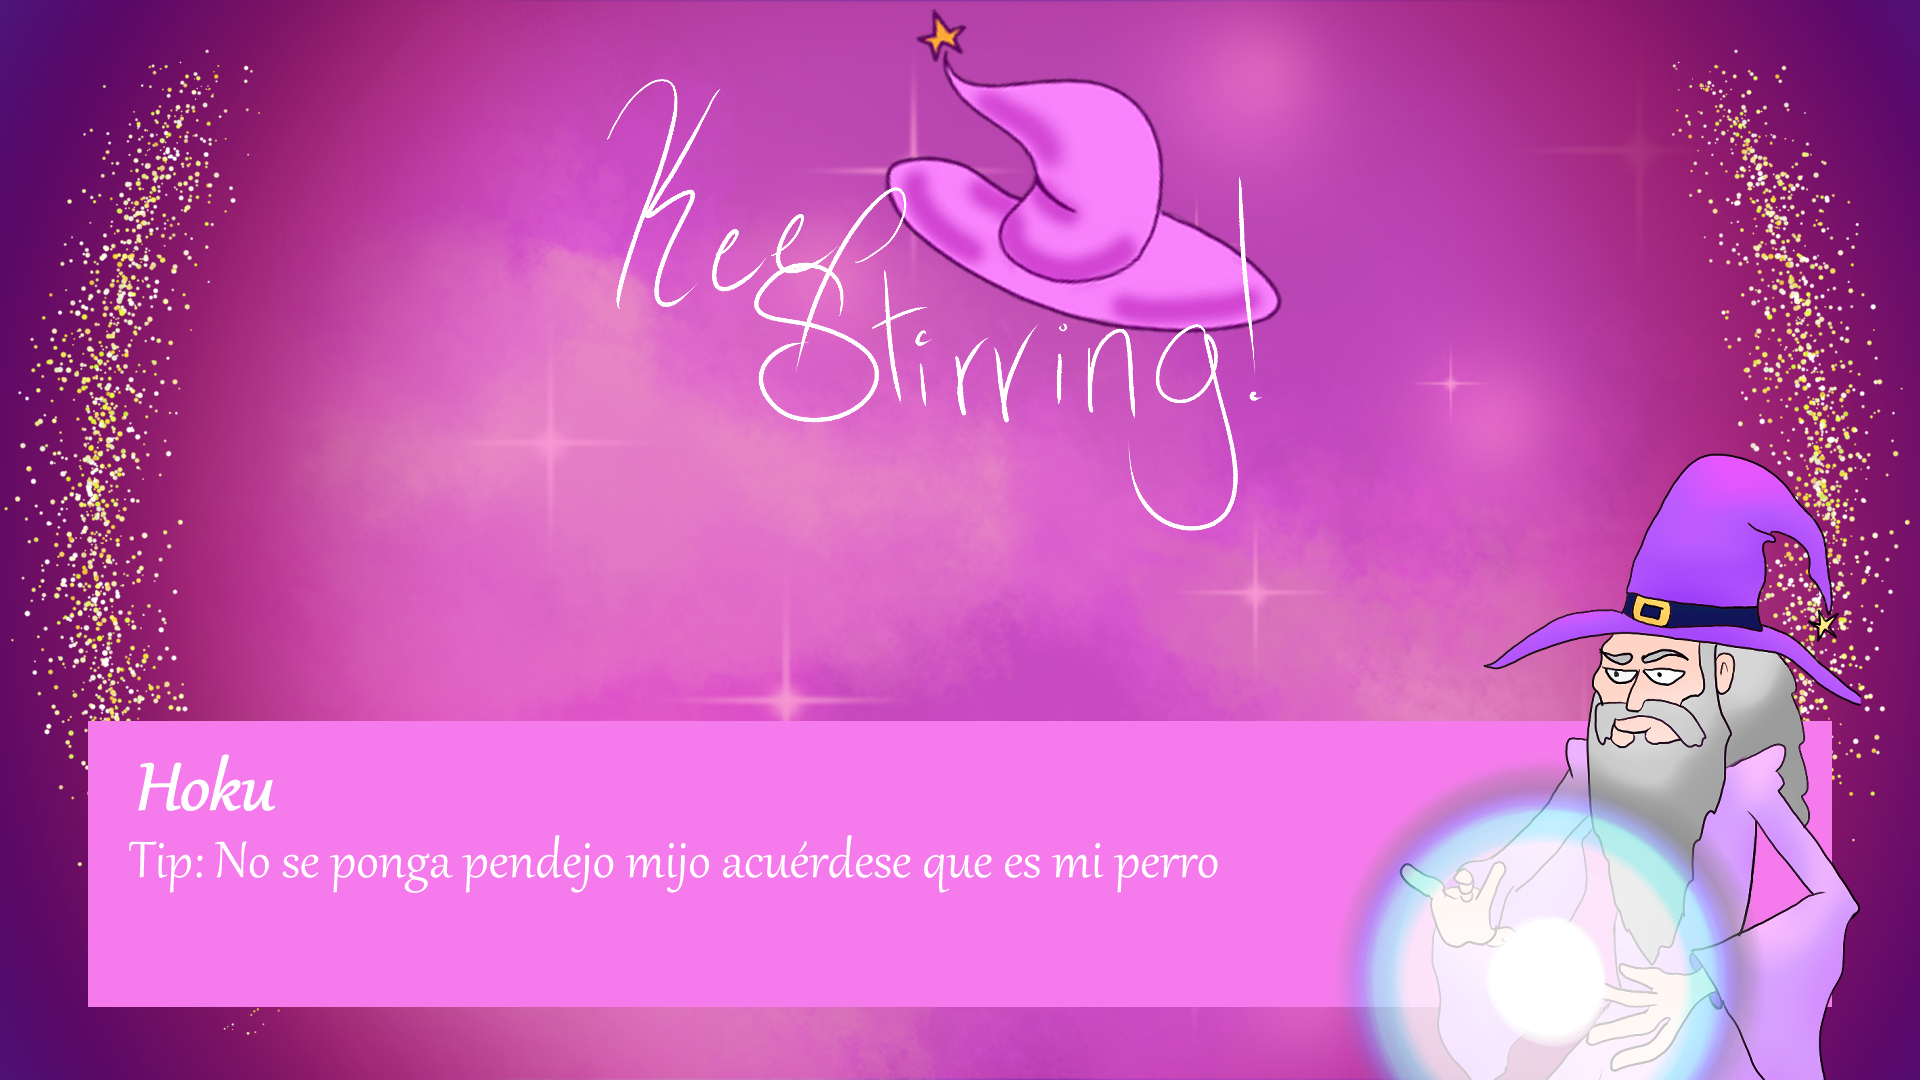 Keep
Stirring!
Hoku
Tip: No se ponga pendejo mijo acuérdese que es mi perro